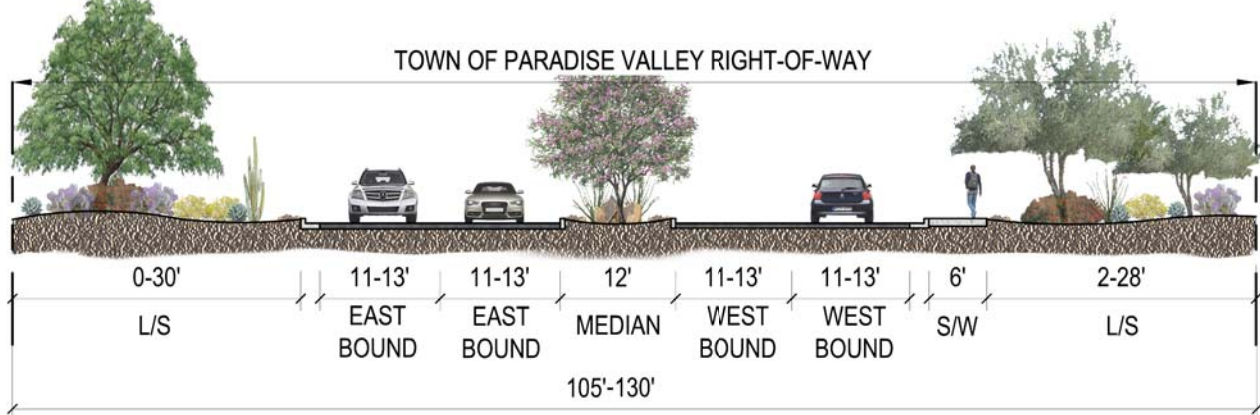 TOWN OF PARADISE VALLEY RIGHT-OF-WAY
0-30' 11-13' 11-13' 12' 11-13' 11-13' 6' 2-28'
L/S EAST BOUND EAST BOUND MEDIAN WEST BOUND WEST BOUND S/W L/S
105'-130'